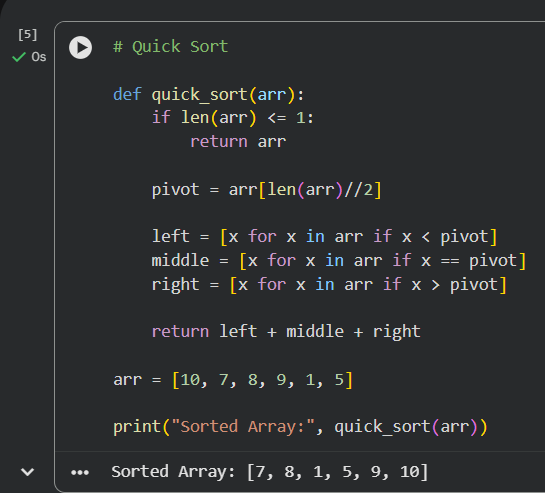 [5]
0s
# Quick Sort
def quick_sort(arr):
    if len(arr) <= 1:
        return arr
    pivot = arr[len(arr)//2]
    left = [x for x in arr if x < pivot]
    middle = [x for x in arr if x == pivot]
    right = [x for x in arr if x > pivot]
    return left + middle + right
arr = [10, 7, 8, 9, 1, 5]
print("Sorted Array:", quick_sort(arr))
Sorted Array: [7, 8, 1, 5, 9, 10]